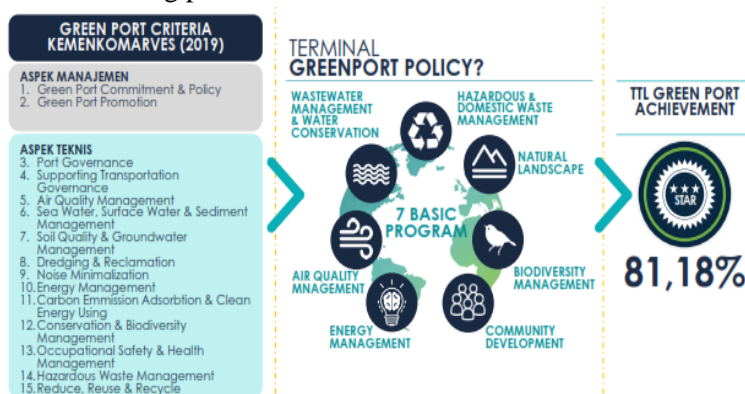 GREEN PORT CRITERIA
KEMENKOMARVES (2019)
ASPEK MANAJEMEN
1. Green Port Commitment & Policy
2. Green Port Promotion
ASPEK TEKNIS
3. Port Governance
4. Supporting Transportation
Governance
5. Air Quality Management
6. Sea Water, Surface Water & Sediment
Management
7. Soil Quality & Groundwater
Management
8. Dredging & Reclamation
9. Noise Minimalization
10. Energy Management
11. Carbon Emmission Adsorbtion & Clean
Energy Using
12. Conservation & Biodiversity
Management
13. Occupational Safety & Health
Management
14. Hazardous Waste Management
15. Reduce, Reuse & Recycle
TERMINAL
GREENPORT POLICY?
WASTEWATER
MANAGEMENT
& WATER
CONSERVATION
HAZARDOUS &
DOMESTIC WASTE
MANAGEMENT
NATURAL
LANDSCAPE
7 BASIC
PROGRAM
AIR QUALITY
MNAGEMENT
BIODIVERSITY
MANAGEMENT
ENERGY
MANAGEMENT
COMMUNITY
DEVELOPMENT
TTL GREEN PORT
ACHIEVEMENT
STAR
81,18%